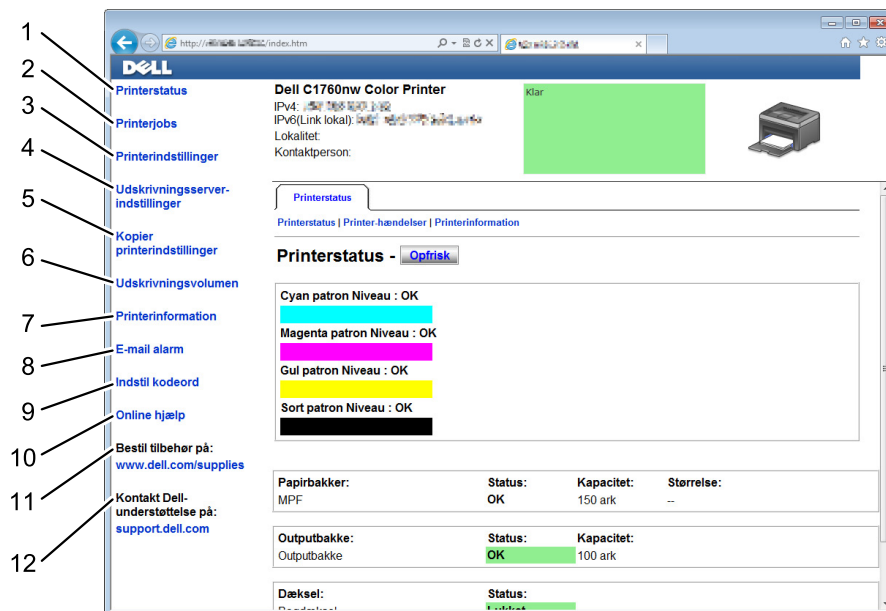 1
2
3
4
5
6
7
8
9
10
11
12
http:// /index.htm
DELL
Printerstatus
Printerjobs
Printerindstillinger
Udskrivningsserver-
indstillinger
Kopier
printerindstillinger
Udskrivningsvolumen
Printerinformation
E-mail alarm
Indstil kodeord
Online hjælp
Bestil tilbehør på:
www.dell.com/supplies
Kontakt Dell-
understøttelse på:
support.dell.com
Dell C1760nw Color Printer
IPv4:
IPv6(Link lokal):
Lokalitet:
Kontaktperson:
Klar
Printerstatus
Printerstatus | Printer-hændelser | Printerinformation
Printerstatus - Opfrisk
Cyan patron Niveau : OK
Magenta patron Niveau : OK
Gul patron Niveau : OK
Sort patron Niveau : OK
Papirbakker: Status: Kapacitet: Størrelse:
MPF OK 150 ark --
Outputbakke: Status: Kapacitet:
Outputbakke OK 100 ark
Dæksel: Status: